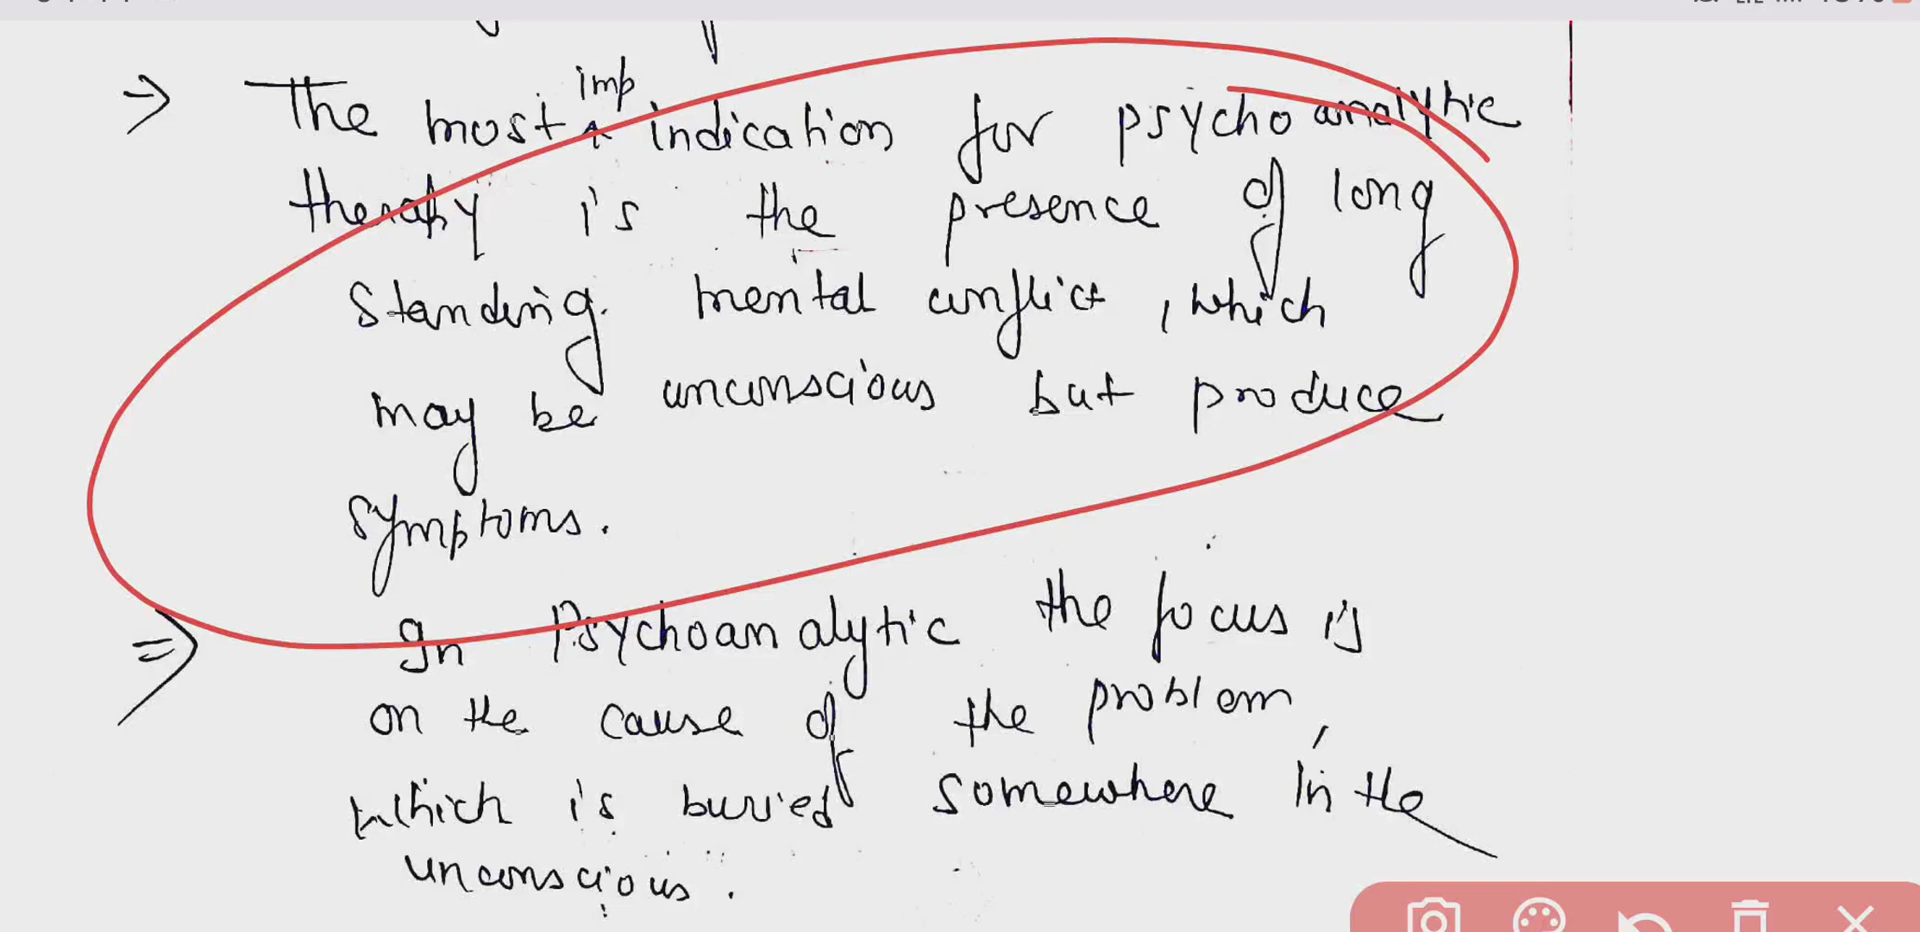 → The most imp indication for psychoanalytic
therapy is the presence of long
standing mental conflict, which
may be unconscious but produce
symptoms.
⇒ In Psychoanalytic the focus is
on the cause of the problem,
which is buried somewhere in the
unconscious.